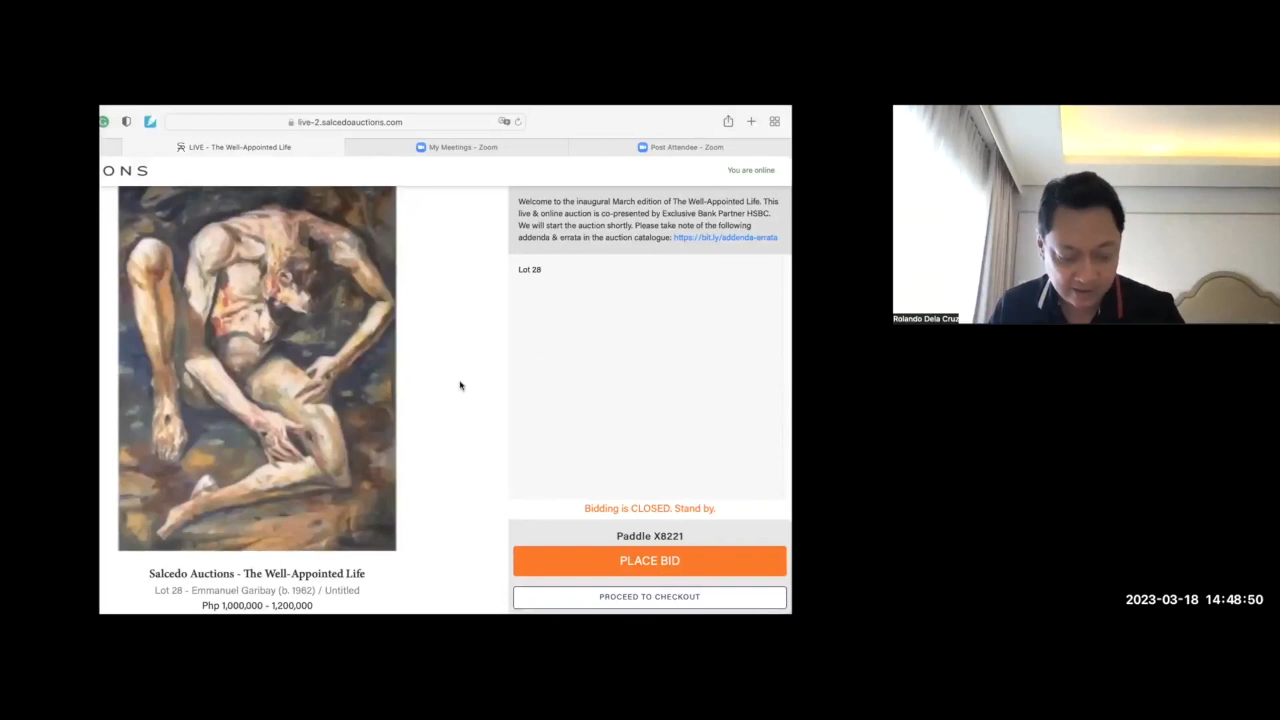 live-2.salcedoauctions.com
LIVE - The Well-Appointed Life
My Meetings - Zoom
Post Attendee - Zoom
ONS
You are online
Welcome to the inaugural March edition of The Well-Appointed Life. This
live & online auction is co-presented by Exclusive Bank Partner HSBC.
We will start the auction shortly. Please take note of the following
addenda & errata in the auction catalogue: https://bit.ly/addenda-errata
Lot 28
Bidding is CLOSED. Stand by.
Paddle X8221
PLACE BID
PROCEED TO CHECKOUT
Salcedo Auctions - The Well-Appointed Life
Lot 28 - Emmanuel Garibay (b. 1962) / Untitled
Php 1,000,000 - 1,200,000
Rolando Dela Cruz
2023-03-18 14:48:50